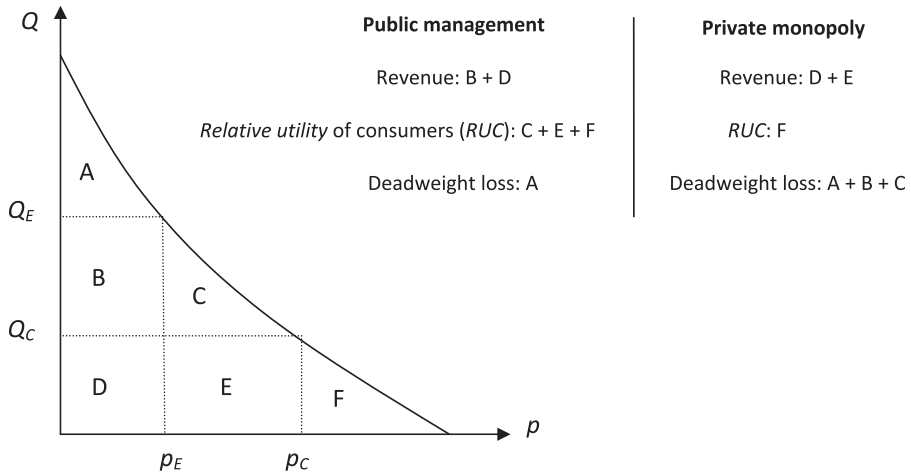 Q
Public management
Private monopoly
Revenue: B + D
Revenue: D + E
Relative utility of consumers (RUC): C + E + F
RUC: F
Deadweight loss: A
Deadweight loss: A + B + C
A
Q_E
B
C
Q_C
D
E
F
p
p_E
p_C